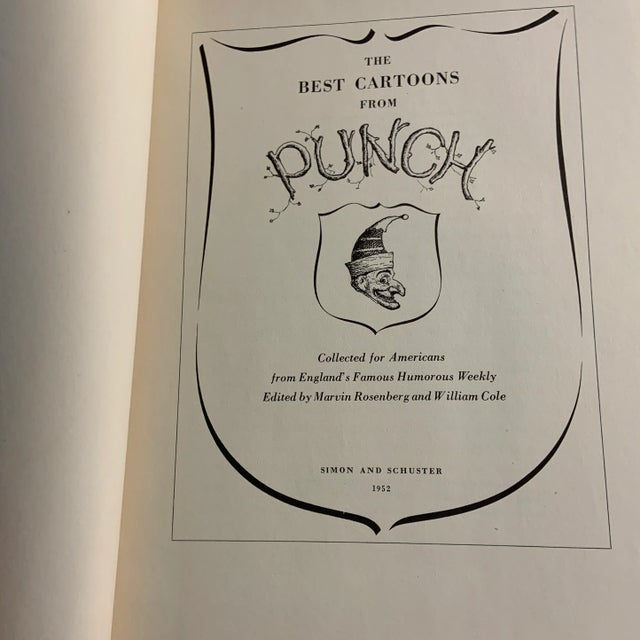 THE
BEST CARTOONS
FROM
PUNCH
Collected for Americans
from England's Famous Humorous Weekly
Edited by Marvin Rosenberg and William Cole
SIMON AND SCHUSTER
1952